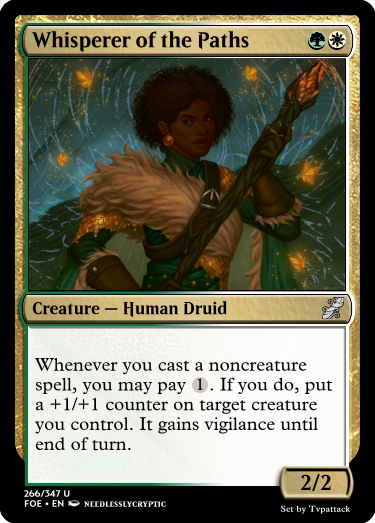 Whisperer of the Paths
Creature — Human Druid
Whenever you cast a noncreature
spell, you may pay 1. If you do, put
a +1/+1 counter on target creature
you control. It gains vigilance until
end of turn.
2/2
266/347 U
FOE • EN NEEDLESSLYCRYPTIC
Set by Tvpattack